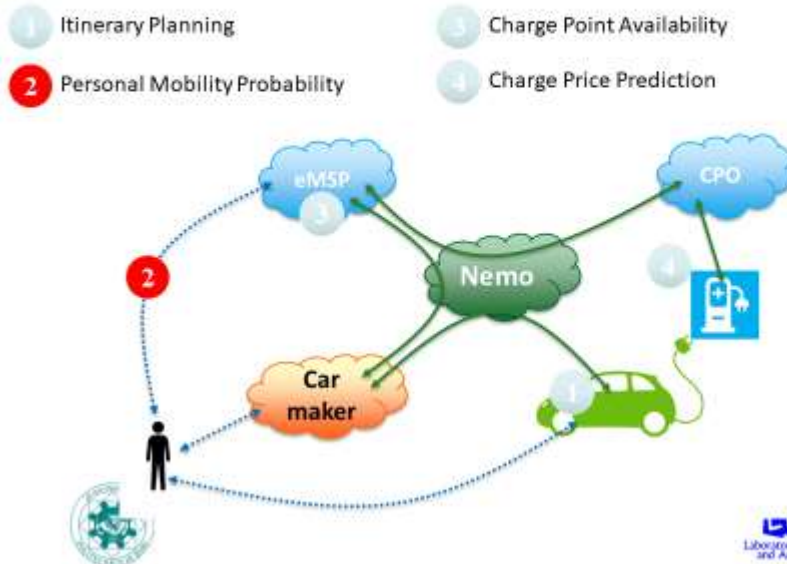 1 Itinerary Planning
3 Charge Point Availability
2 Personal Mobility Probability
4 Charge Price Prediction
eMSP
3
CPO
2
Nemo
4
Car
maker
1
and